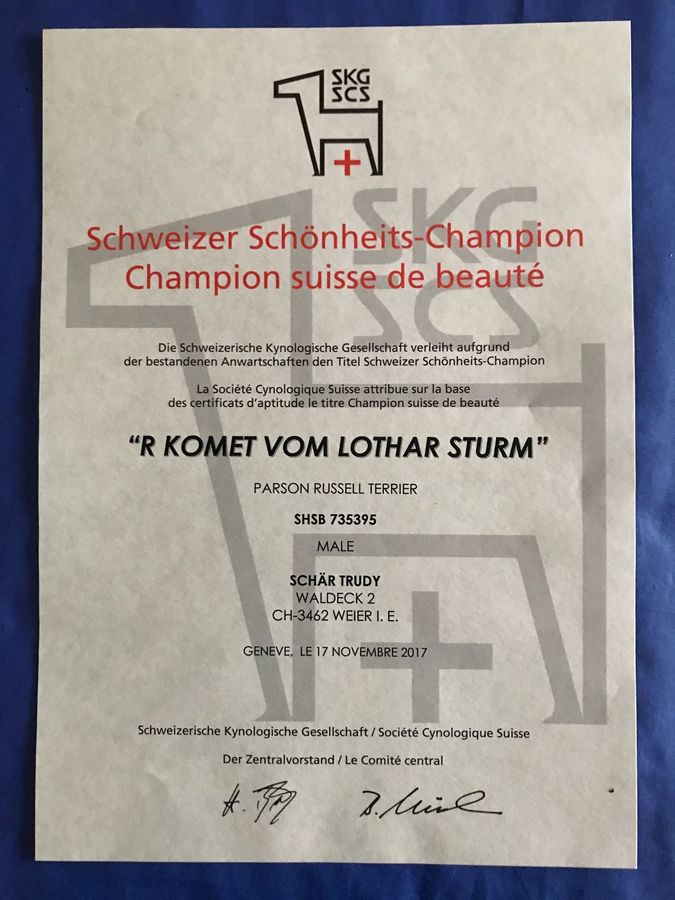 SKG
SCS
Schweizer Schönheits-Champion
Champion suisse de beauté
Die Schweizerische Kynologische Gesellschaft verleiht aufgrund
der bestandenen Anwartschaften den Titel Schweizer Schönheits-Champion
La Société Cynologique Suisse attribue sur la base
des certificats d'aptitude le titre Champion suisse de beauté
“R KOMET VOM LOTHAR STURM”
PARSON RUSSELL TERRIER
SHSB 735395
MALE
SCHÄR TRUDY
WALDECK 2
CH-3462 WEIER I. E.
GENEVE, LE 17 NOVEMBRE 2017
Schweizerische Kynologische Gesellschaft / Société Cynologique Suisse
Der Zentralvorstand / Le Comité central